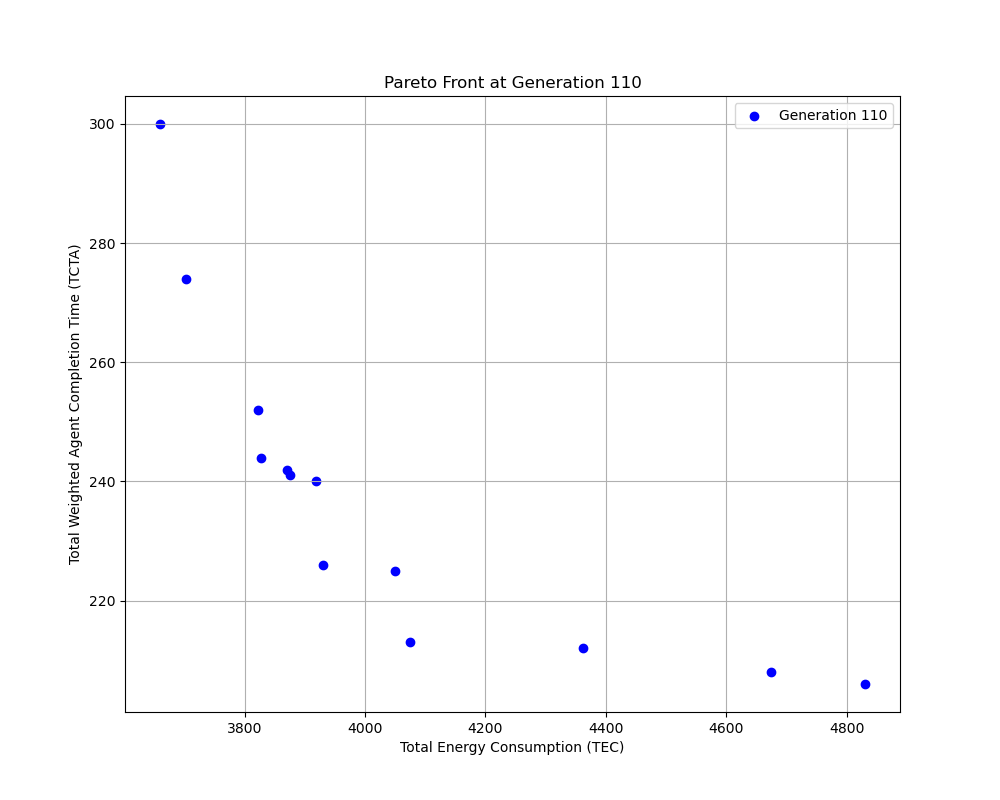 Pareto Front at Generation 110
Generation 110
300
280
260
240
220
Total Weighted Agent Completion Time (TCTA)
3800 4000 4200 4400 4600 4800
Total Energy Consumption (TEC)